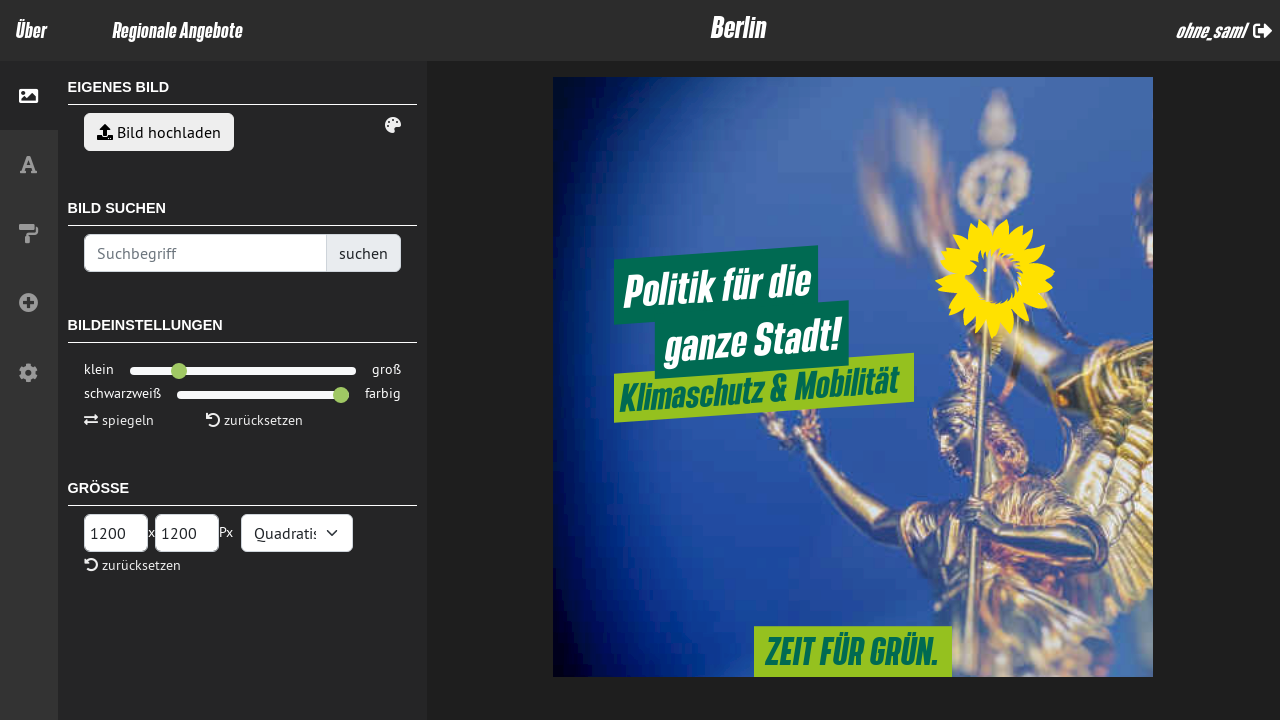 Über
Regionale Angebote
Berlin
ohne_saml
EIGENES BILD
Bild hochladen
BILD SUCHEN
Suchbegriff
suchen
BILDEINSTELLUNGEN
klein
groß
schwarzweiß
farbig
spiegeln
zurücksetzen
GRÖSSE
1200
x
1200
Px
Quadratis
zurücksetzen
Politik für die
ganze Stadt!
Klimaschutz & Mobilität
ZEIT FÜR GRÜN.